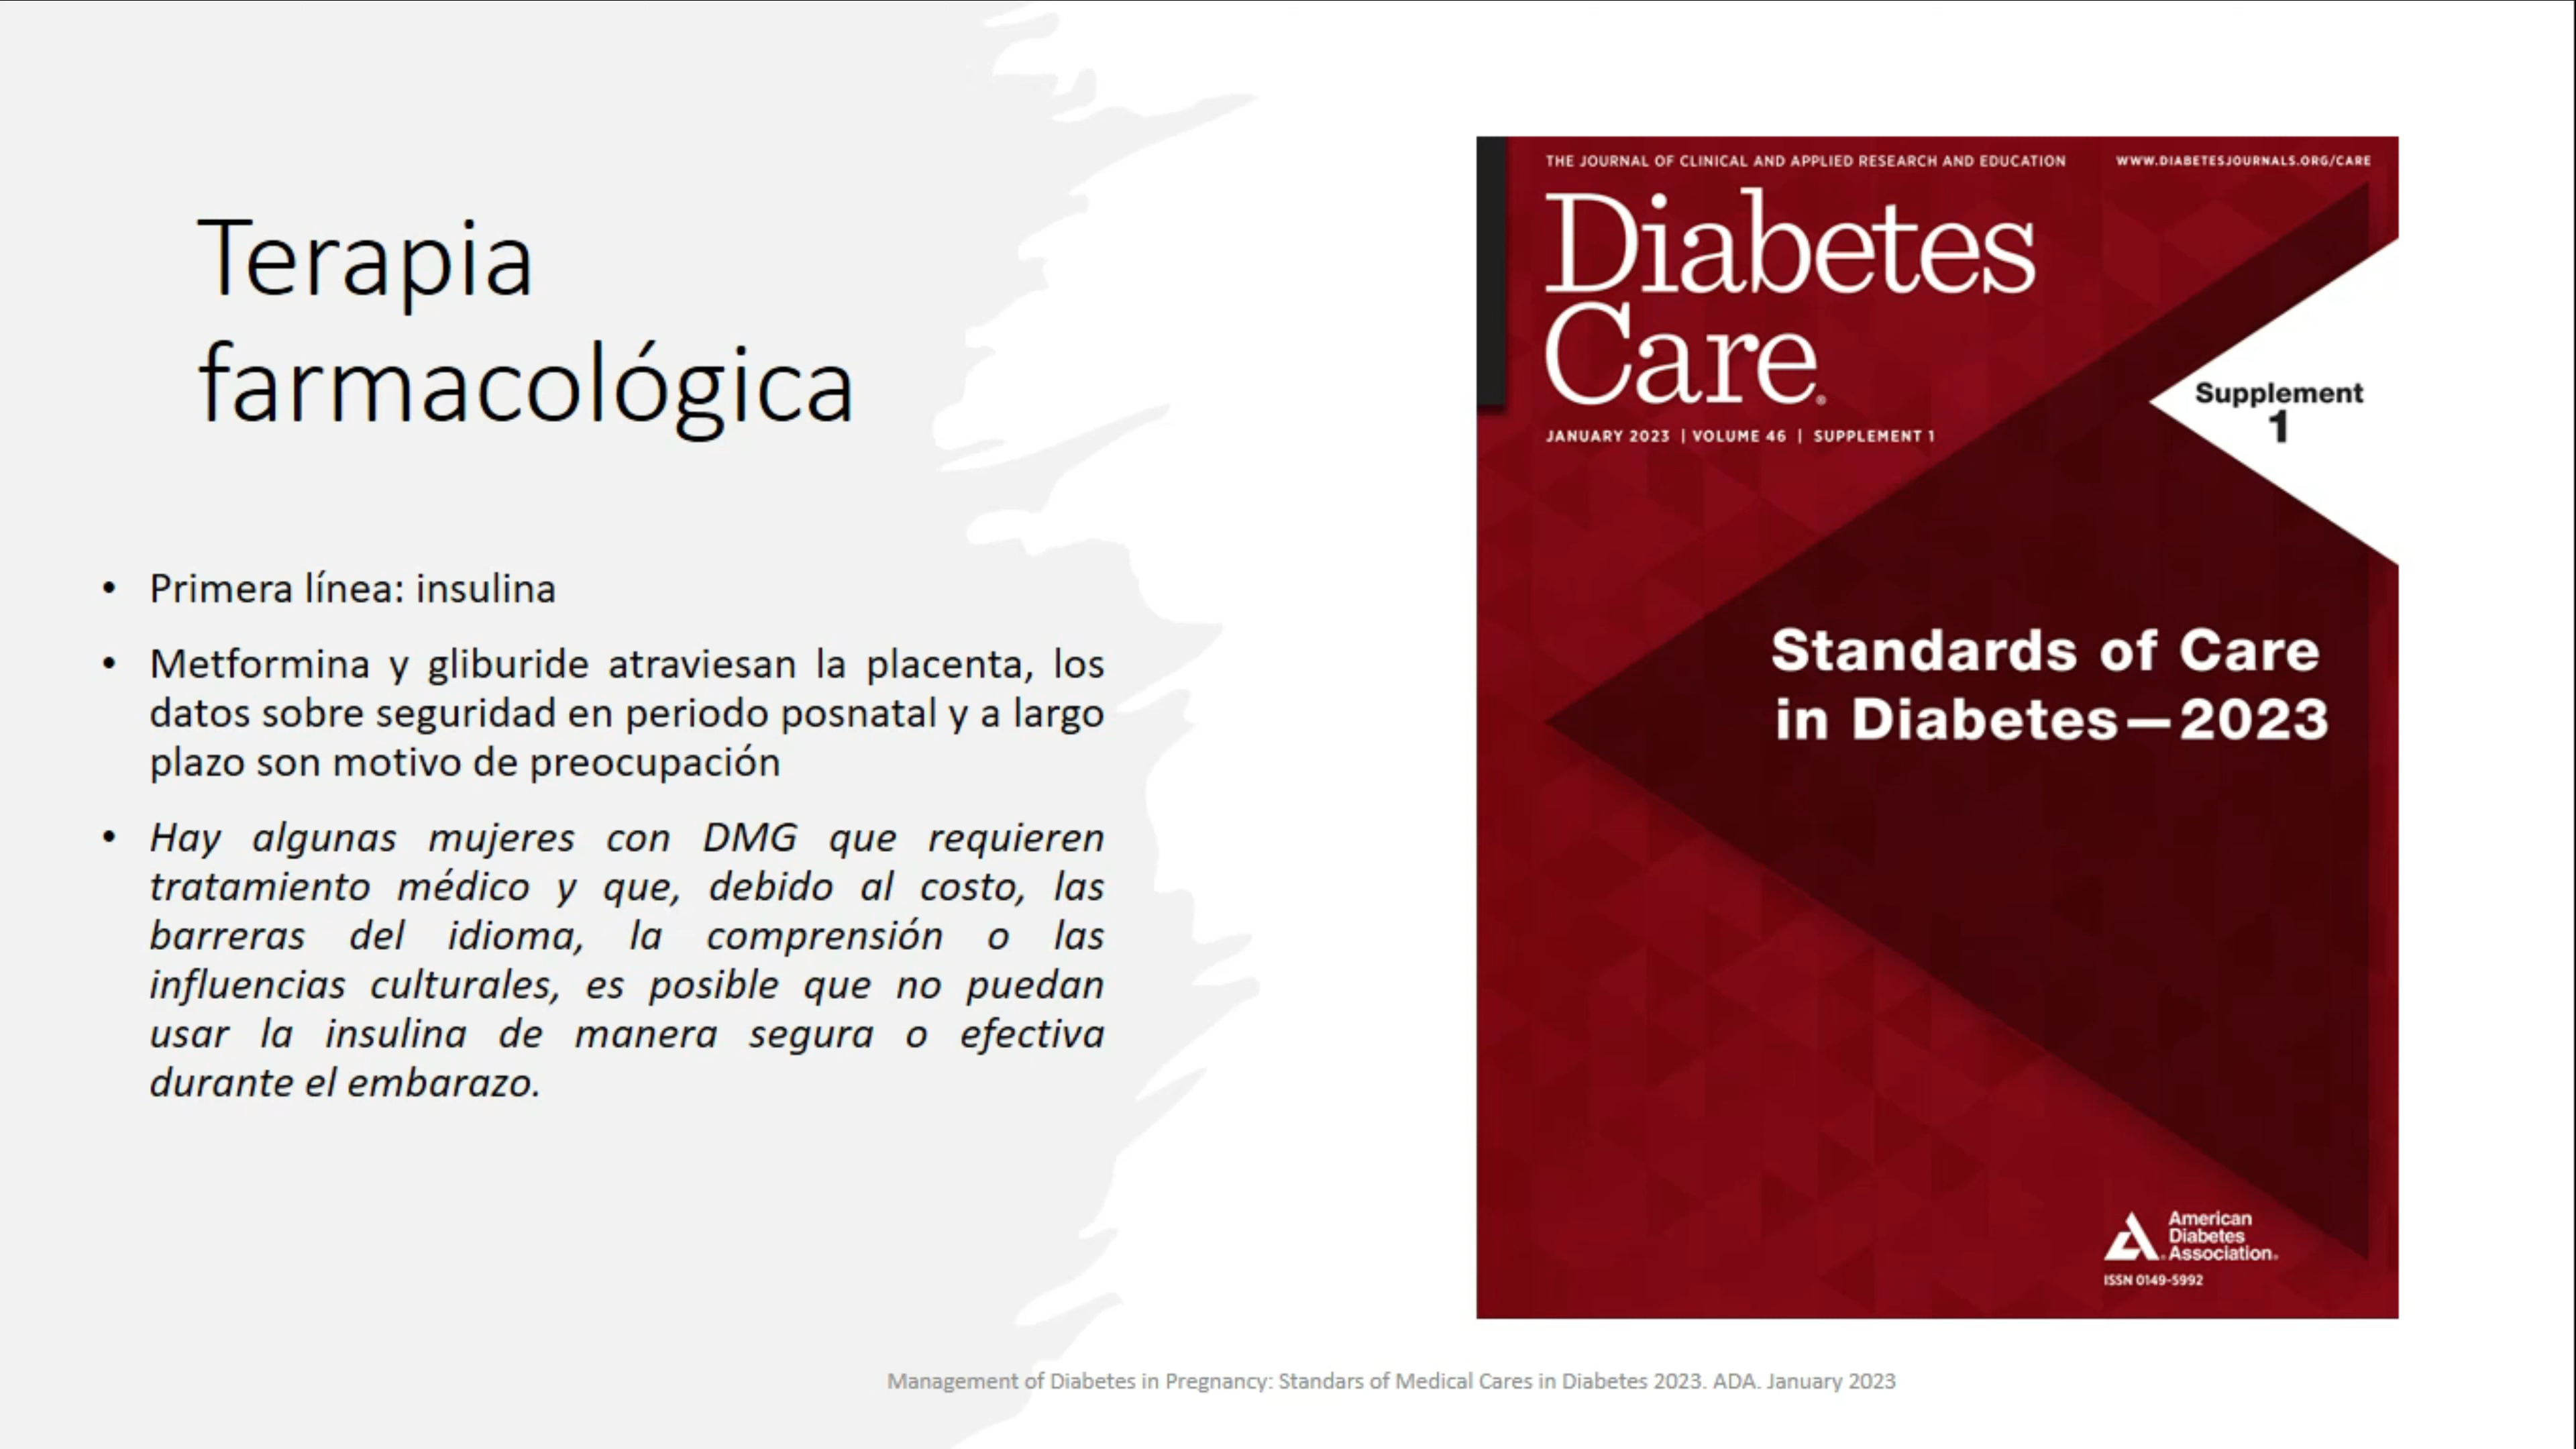 Terapia
farmacológica
• Primera línea: insulina
• Metformina y gliburide atraviesan la placenta, los
datos sobre seguridad en periodo posnatal y a largo
plazo son motivo de preocupación
• Hay algunas mujeres con DMG que requieren
tratamiento médico y que, debido al costo, las
barreras del idioma, la comprensión o las
influencias culturales, es posible que no puedan
usar la insulina de manera segura o efectiva
durante el embarazo.
THE JOURNAL OF CLINICAL AND APPLIED RESEARCH AND EDUCATION
WWW.DIABETESJOURNALS.ORG/CARE
Diabetes
Care®
JANUARY 2023 | VOLUME 46 | SUPPLEMENT 1
Supplement
1
Standards of Care
in Diabetes—2023
American
Diabetes
Association®
ISSN 0149-5992
Management of Diabetes in Pregnancy: Standars of Medical Cares in Diabetes 2023. ADA. January 2023